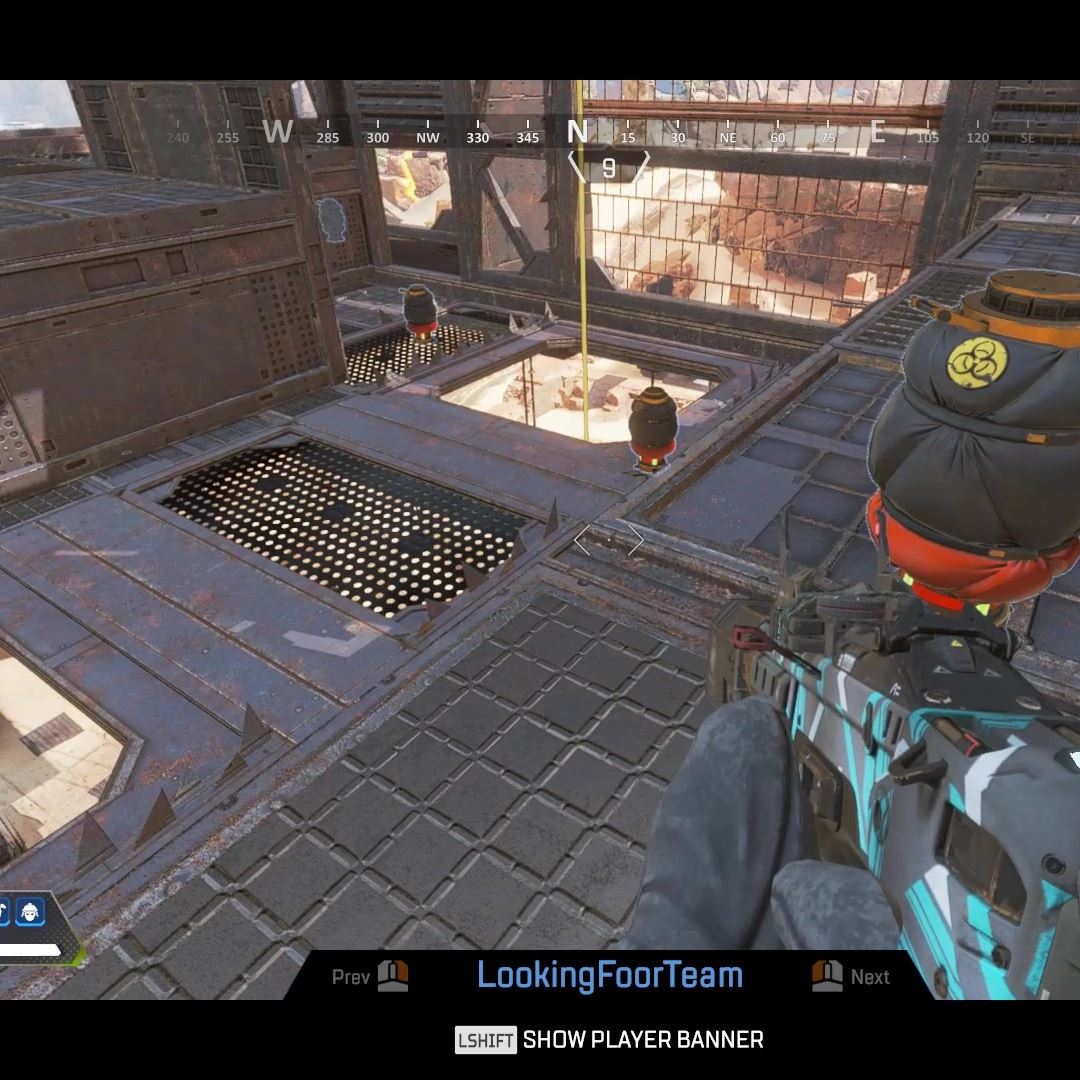 240 255 W 285 300 NW 330 345 N 15 30 NE 60 75 E 105 120 SE
9
Prev LookingFoorTeam Next
LSHIFT SHOW PLAYER BANNER